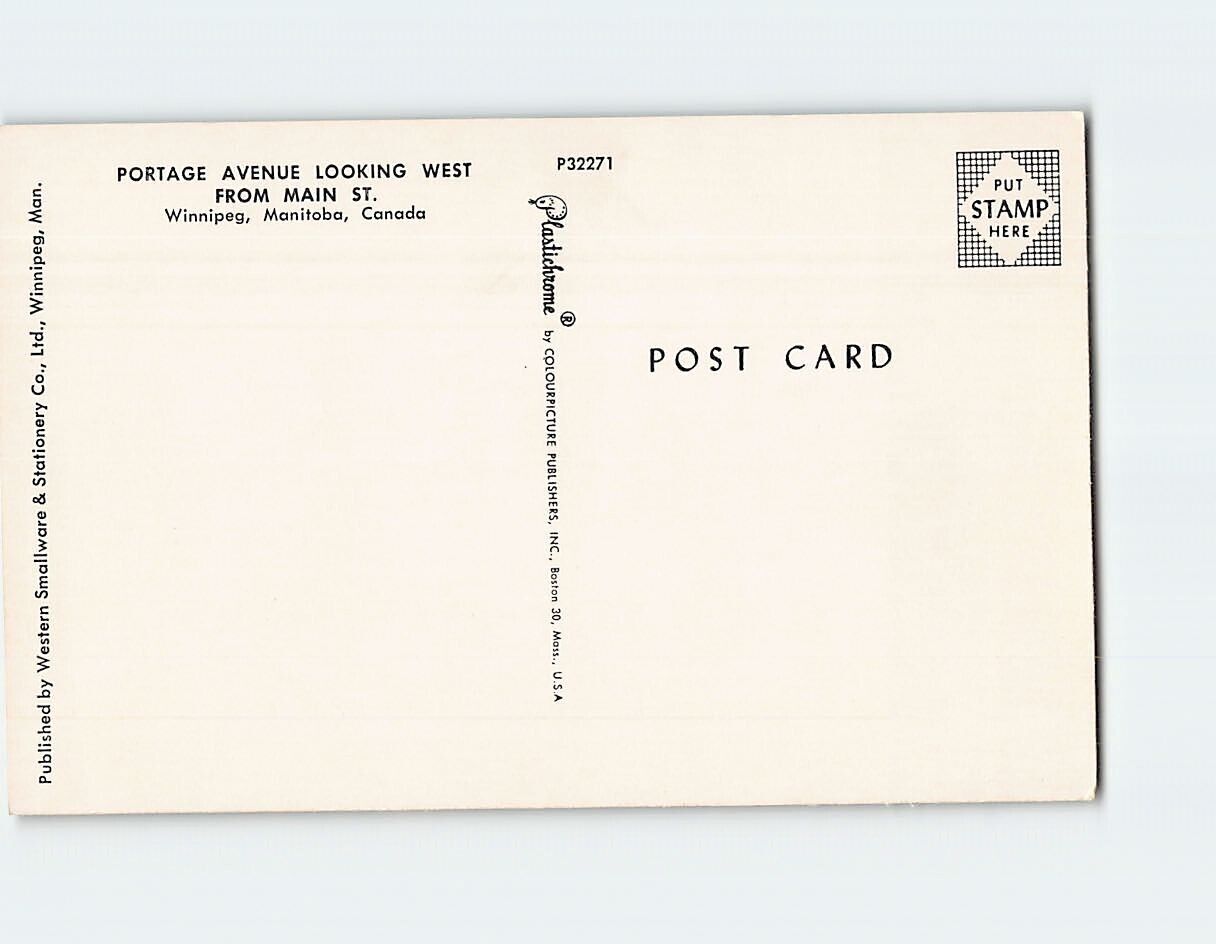 PORTAGE AVENUE LOOKING WEST
FROM MAIN ST.
Winnipeg, Manitoba, Canada
Published by Western Smallware & Stationery Co., Ltd., Winnipeg, Man.
P32271
Plastichrome ® by COLOURPICTURE PUBLISHERS, INC., Boston 30, Mass., U.S.A
PUT
STAMP
HERE
POST CARD